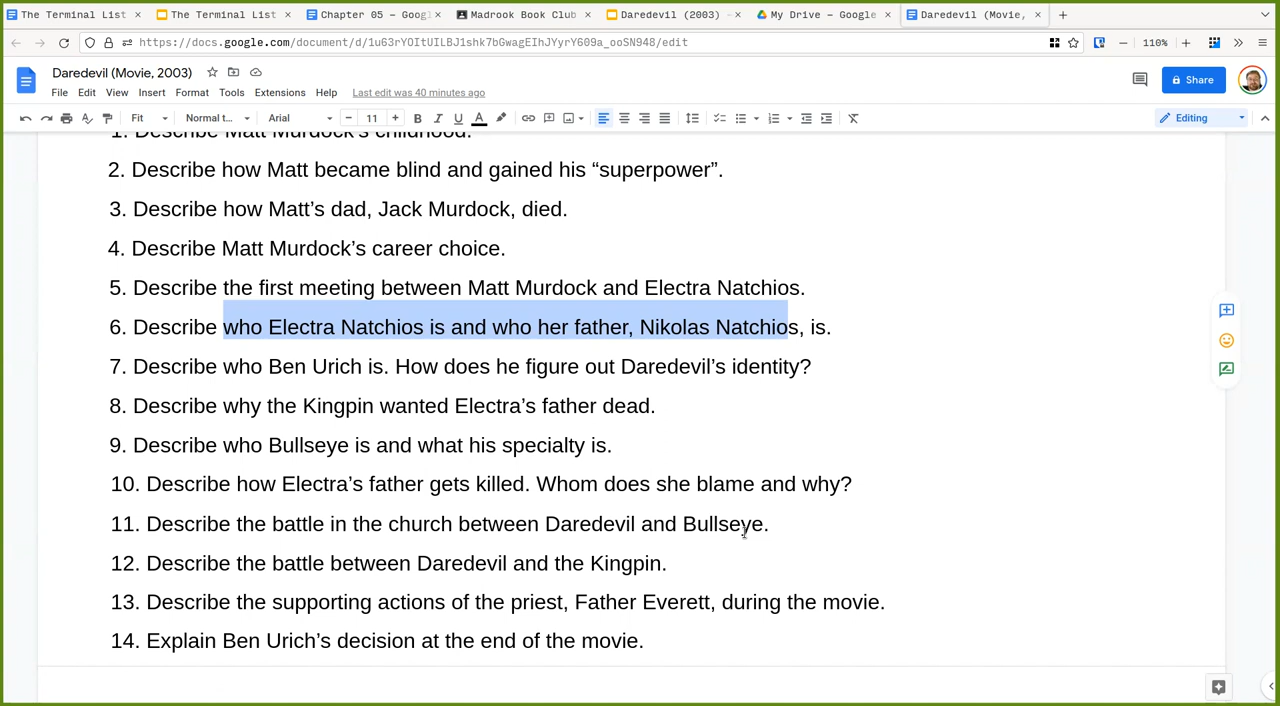 The Terminal List
The Terminal List
Chapter 05 – Goog
Madrook Book Club
Daredevil (2003) -
My Drive – Google
Daredevil (Movie,
https://docs.google.com/document/d/1u63rYOItUILBJ1shk7bGwagEIhJYyrY609a_ooSN948/edit
110%
Daredevil (Movie, 2003)
File Edit View Insert Format Tools Extensions Help Last edit was 40 minutes ago
Share
Fit Normal t... Arial 11 B I U A Editing
1. Describe Matt Murdock's childhood.
2. Describe how Matt became blind and gained his “superpower”.
3. Describe how Matt’s dad, Jack Murdock, died.
4. Describe Matt Murdock’s career choice.
5. Describe the first meeting between Matt Murdock and Electra Natchios.
6. Describe who Electra Natchios is and who her father, Nikolas Natchios, is.
7. Describe who Ben Urich is. How does he figure out Daredevil’s identity?
8. Describe why the Kingpin wanted Electra’s father dead.
9. Describe who Bullseye is and what his specialty is.
10. Describe how Electra’s father gets killed. Whom does she blame and why?
11. Describe the battle in the church between Daredevil and Bullseye.
12. Describe the battle between Daredevil and the Kingpin.
13. Describe the supporting actions of the priest, Father Everett, during the movie.
14. Explain Ben Urich’s decision at the end of the movie.